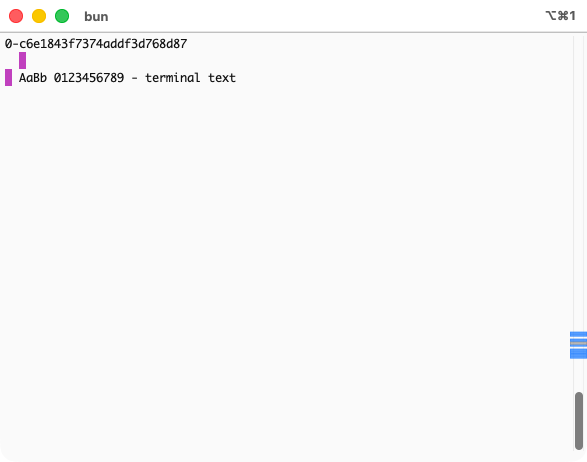 bun
⌥⌘1
0-c6e1843f7374addf3d768d87
AaBb 0123456789 - terminal text